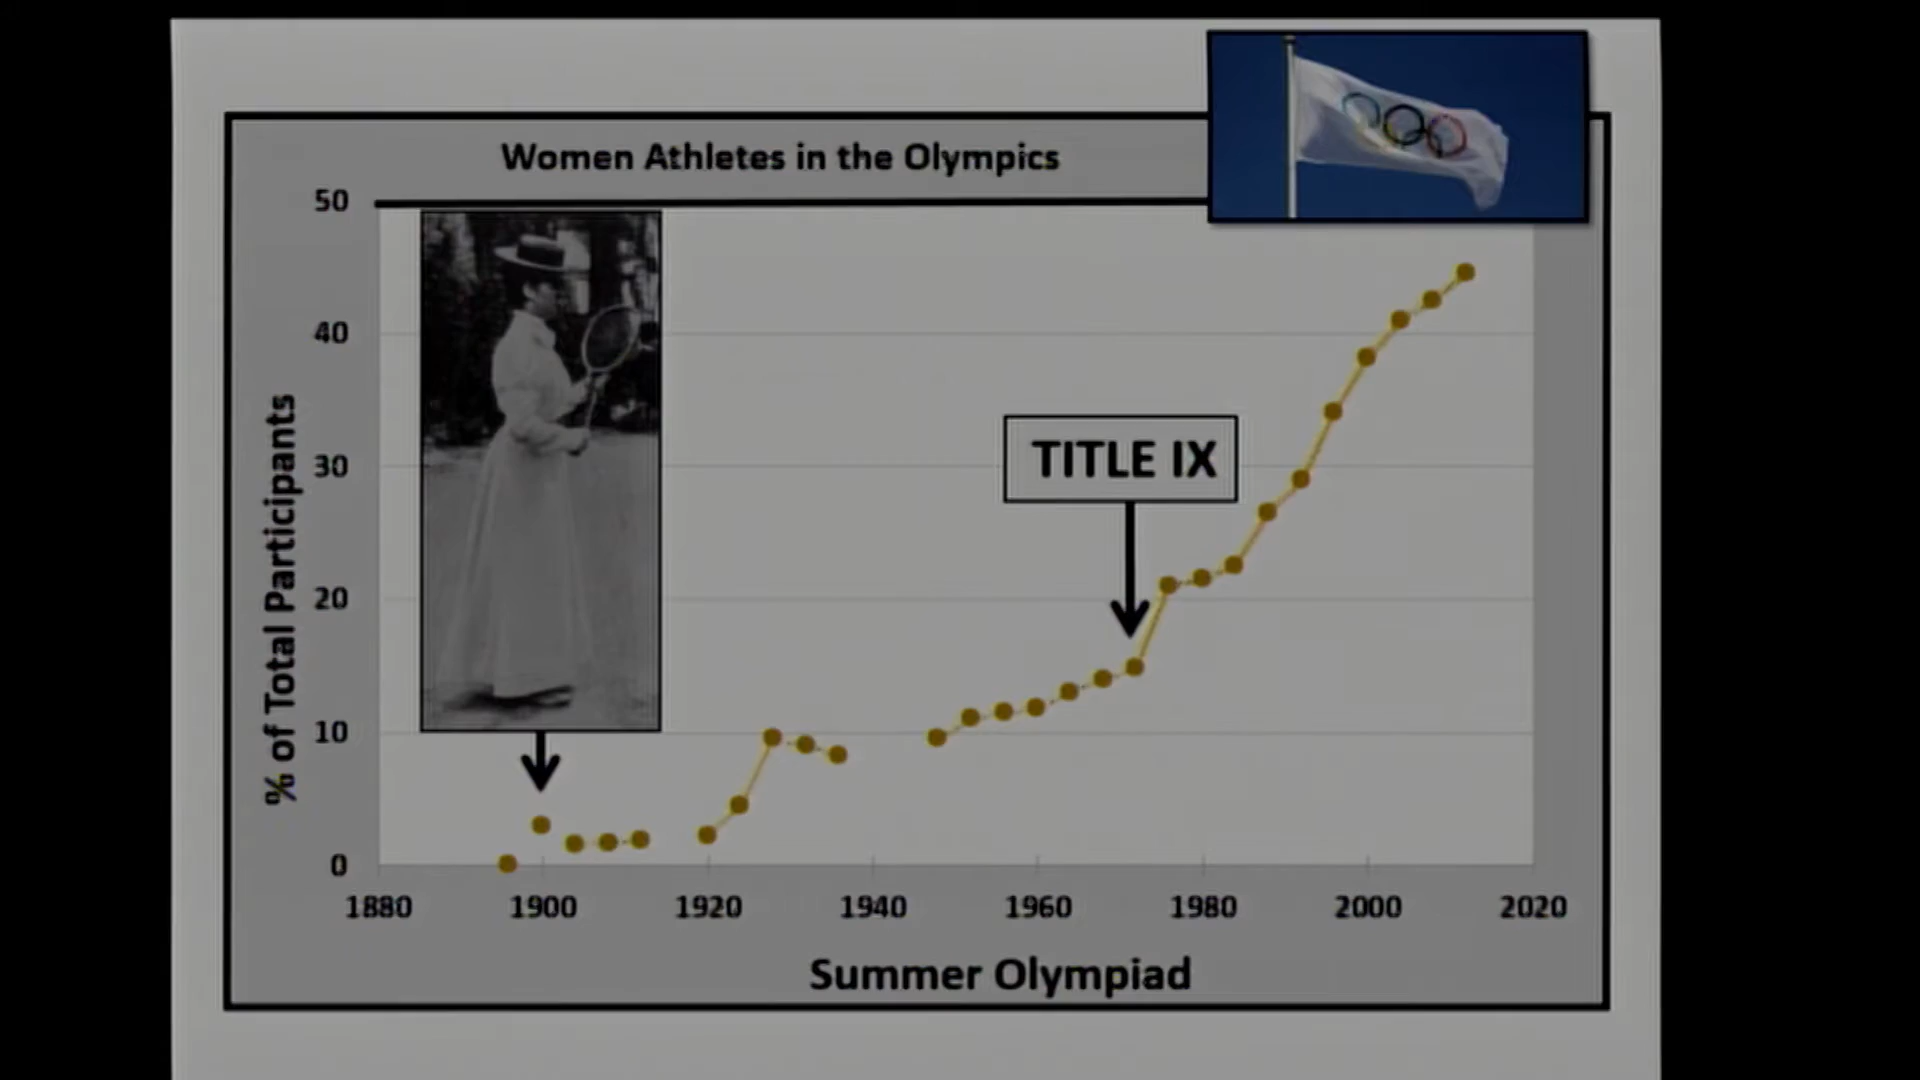 Women Athletes in the Olympics
50
40
30
20
10
0
% of Total Participants
TITLE IX
1880 1900 1920 1940 1960 1980 2000 2020
Summer Olympiad